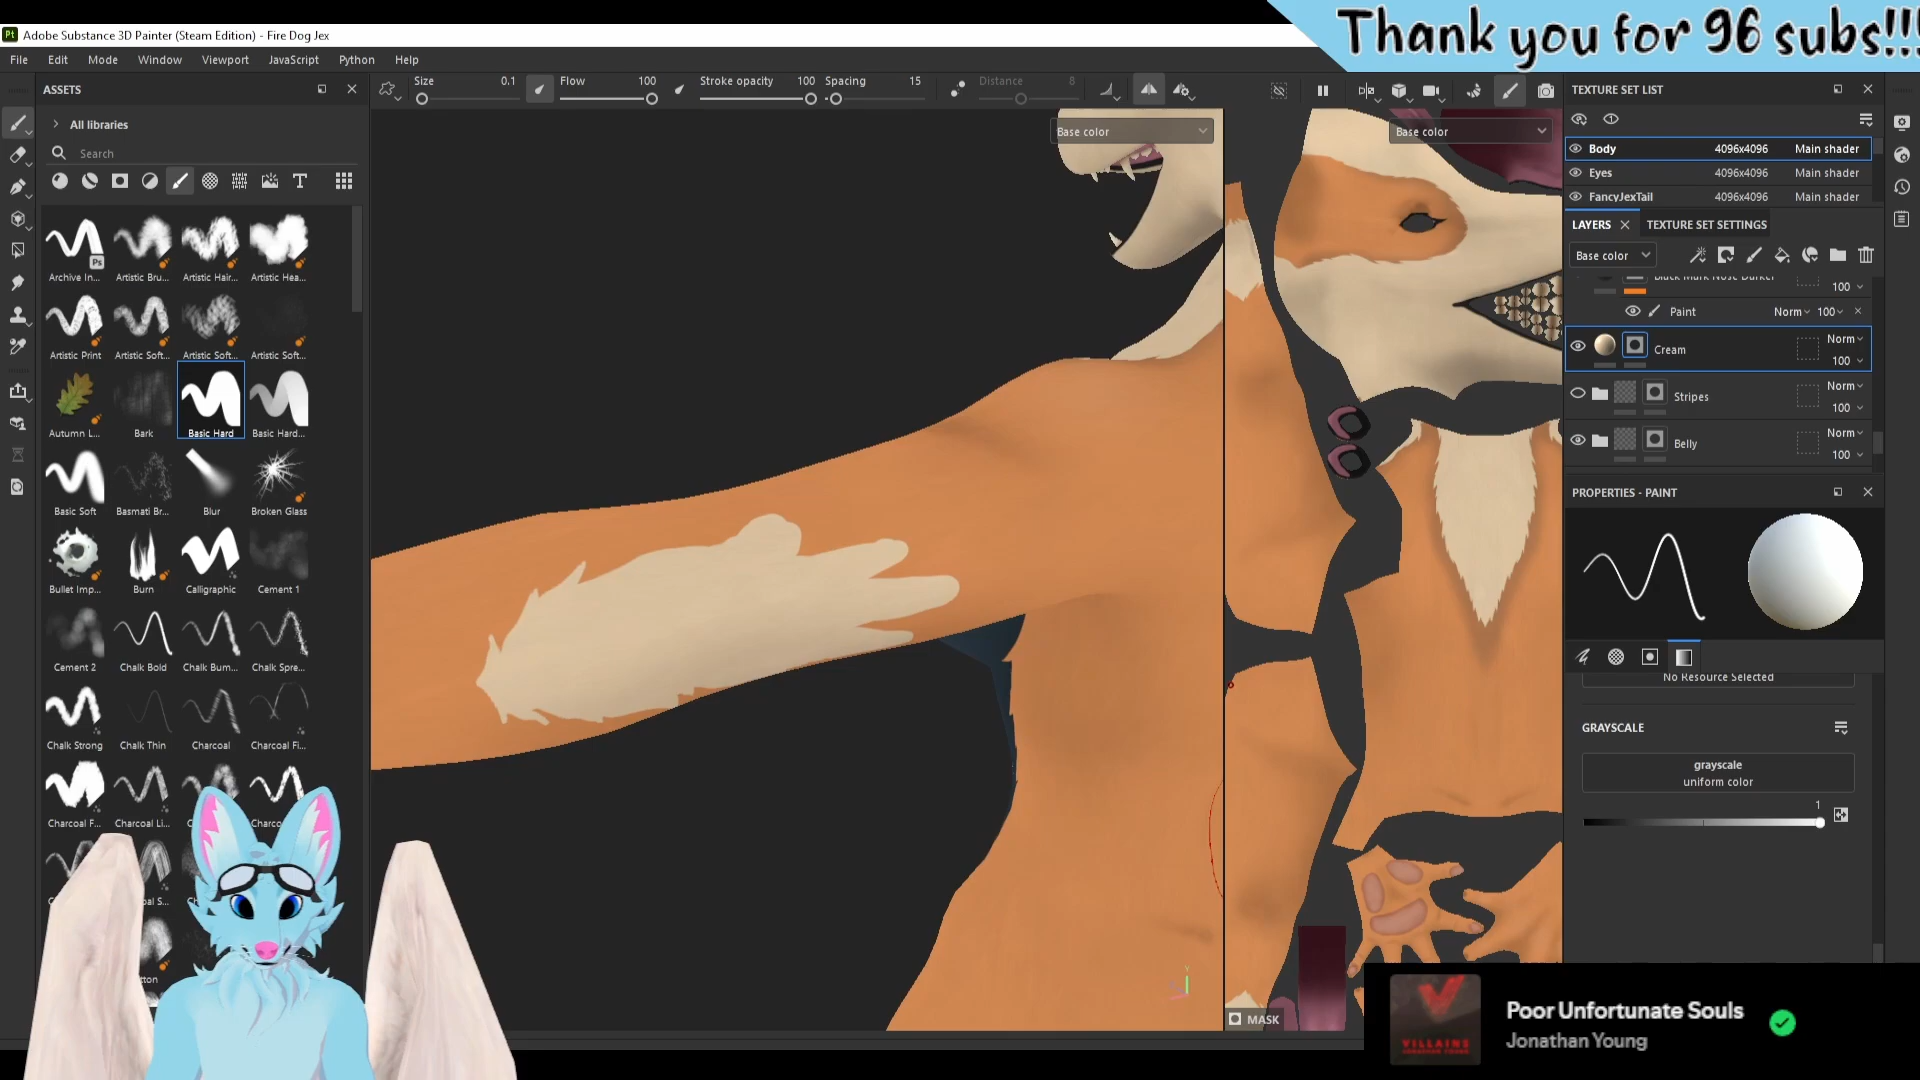 Thank you for 96 subs!!!
Adobe Substance 3D Painter (Steam Edition) - Fire Dog Jex
File Edit Mode Window Viewport JavaScript Python Help
ASSETS
Size 0.1 Flow 100 Stroke opacity 100 Spacing 15 Distance 8
TEXTURE SET LIST
All libraries
Search
Base color
Base color
Body 4096x4096 Main shader
Eyes 4096x4096 Main shader
FancyJexTail 4096x4096 Main shader
LAYERS TEXTURE SET SETTINGS
Base color
Black Mark Nose Darker
100
Paint Norm 100
Cream Norm
100
Stripes Norm
100
Belly Norm
100
Archive In... Artistic Bru... Artistic Hair... Artistic Hea...
Artistic Print Artistic Soft... Artistic Soft... Artistic Soft...
Autumn L... Bark Basic Hard Basic Hard...
Basic Soft Basmati Br... Blur Broken Glass
Bullet Imp... Burn Calligraphic Cement 1
Cement 2 Chalk Bold Chalk Bum... Chalk Spre...
Chalk Strong Chalk Thin Charcoal Charcoal Fi...
Charcoal F... Charcoal Li...
PROPERTIES - PAINT
No Resource Selected
GRAYSCALE
grayscale
uniform color
1
MASK
VILLAINS
Poor Unfortunate Souls
Jonathan Young